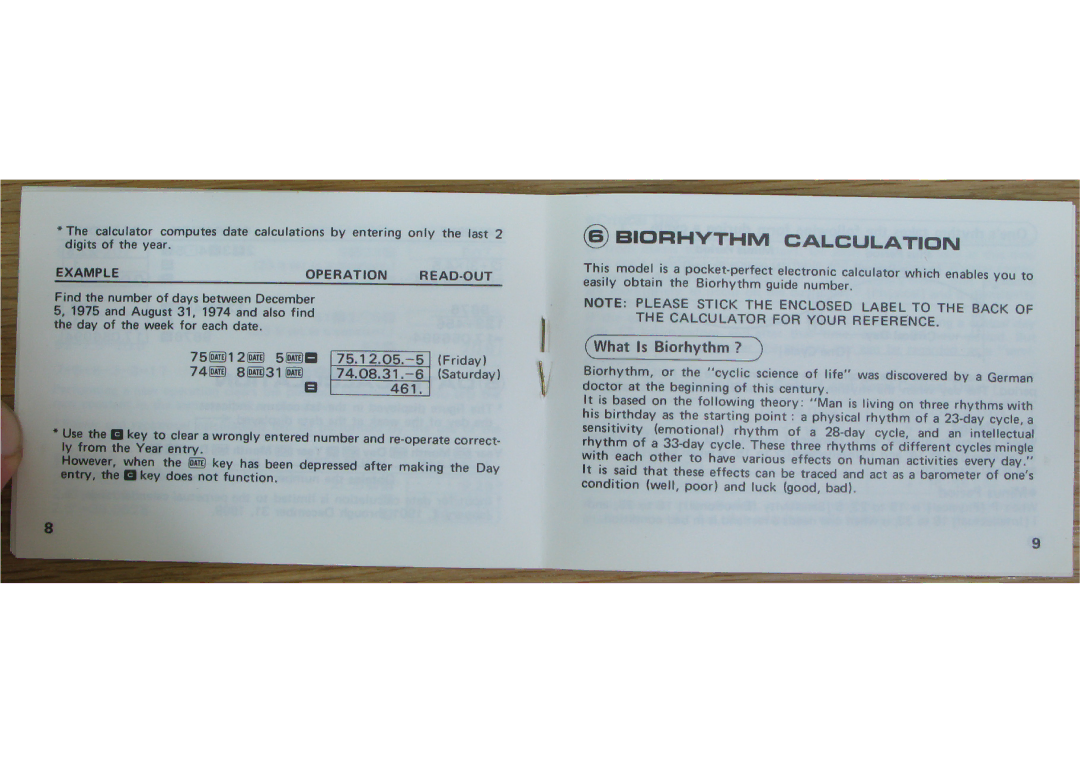 * The calculator computes date calculations by entering only the last 2
digits of the year.
EXAMPLE OPERATION READ-OUT
Find the number of days between December
5, 1975 and August 31, 1974 and also find
the day of the week for each date.
75 DATE 12 DATE 5 DATE − 75.12.05.−5 (Friday)
74 DATE 8 DATE 31 DATE 74.08.31.−6 (Saturday)
= 461.
* Use the C key to clear a wrongly entered number and re-operate correct-
ly from the Year entry.
However, when the DATE key has been depressed after making the Day
entry, the C key does not function.
8
6 BIORHYTHM CALCULATION
This model is a pocket-perfect electronic calculator which enables you to
easily obtain the Biorhythm guide number.
NOTE: PLEASE STICK THE ENCLOSED LABEL TO THE BACK OF
THE CALCULATOR FOR YOUR REFERENCE.
What Is Biorhythm ?
Biorhythm, or the "cyclic science of life" was discovered by a German
doctor at the beginning of this century.
It is based on the following theory: "Man is living on three rhythms with
his birthday as the starting point : a physical rhythm of a 23-day cycle, a
sensitivity (emotional) rhythm of a 28-day cycle, and an intellectual
rhythm of a 33-day cycle. These three rhythms of different cycles mingle
with each other to have various effects on human activities every day."
It is said that these effects can be traced and act as a barometer of one's
condition (well, poor) and luck (good, bad).
9